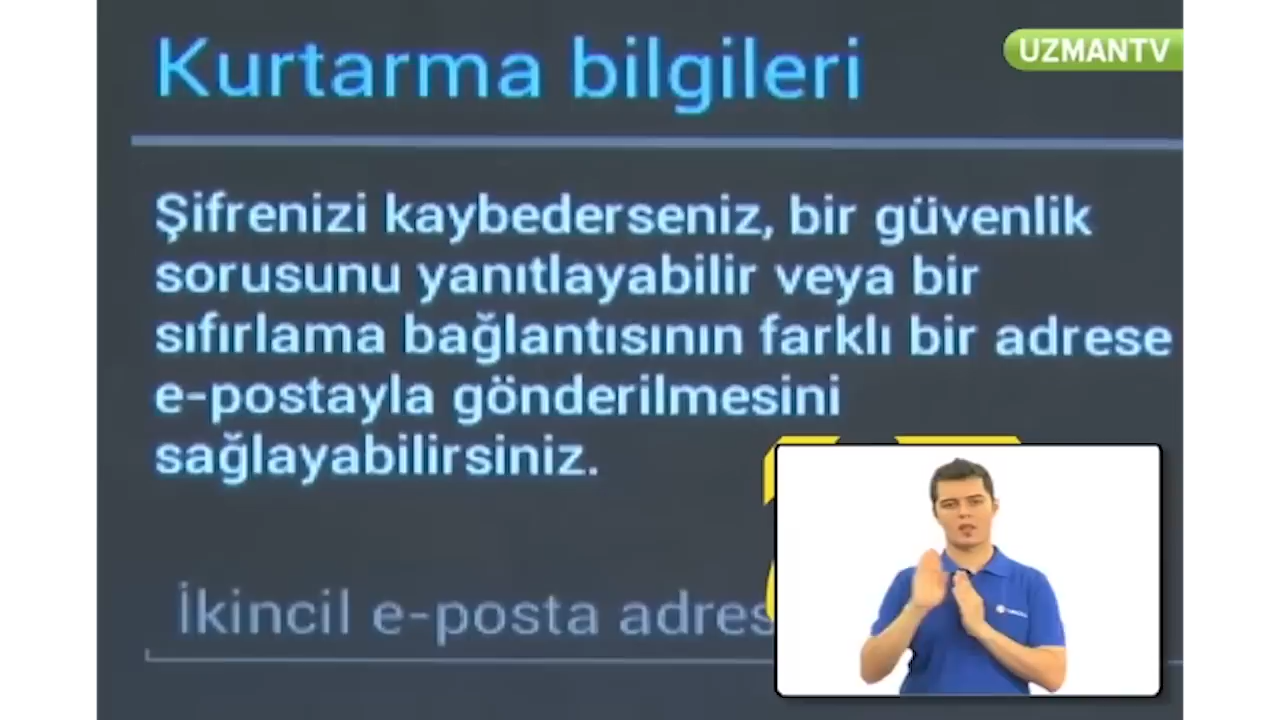 Kurtarma bilgileri
UZMANTV
Şifrenizi kaybederseniz, bir güvenlik
sorusunu yanıtlayabilir veya bir
sıfırlama bağlantısının farklı bir adrese
e-postayla gönderilmesini
sağlayabilirsiniz.
İkincil e-posta